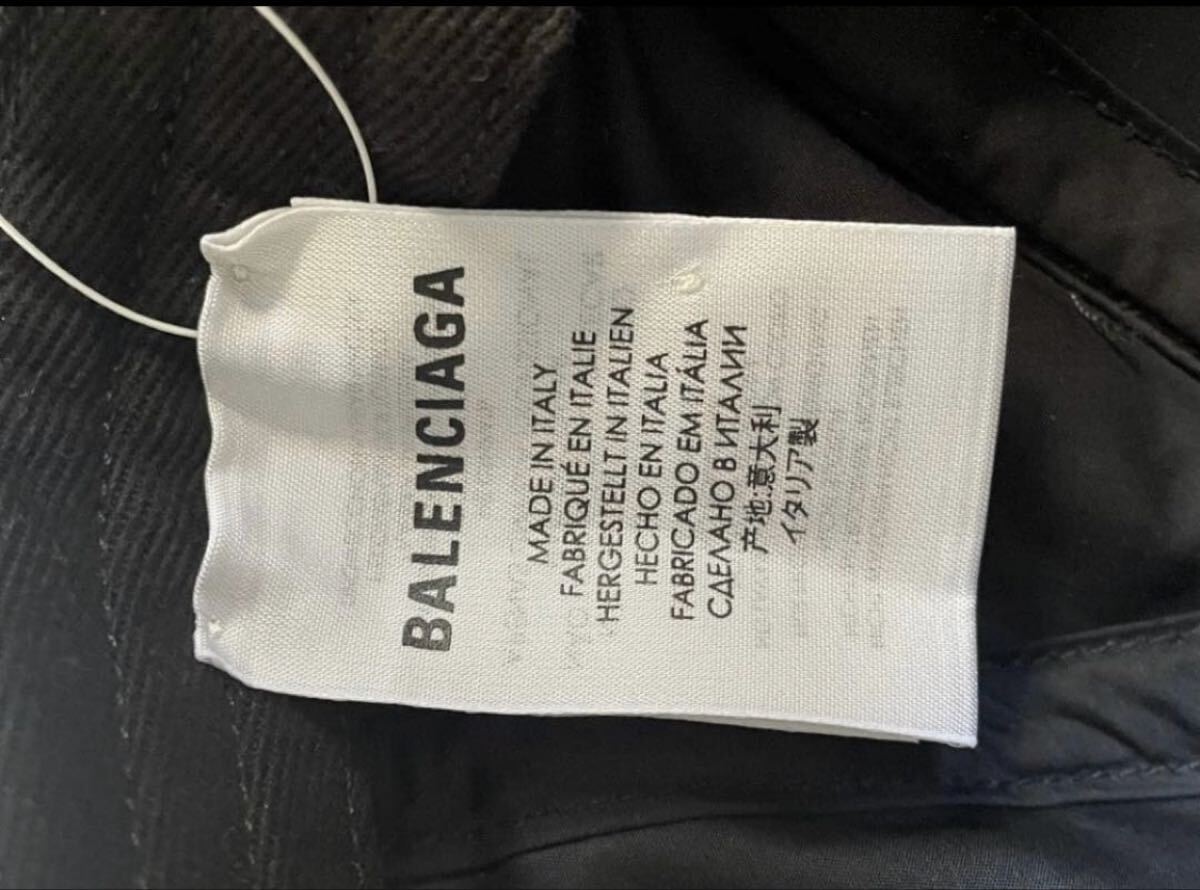 BALENCIAGA
MADE IN ITALY
FABRIQUÉ EN ITALIE
HERGESTELLT IN ITALIEN
HECHO EN ITALIA
FABRICADO EM ITÁLIA
СДЕЛАНО В ИТАЛИИ
产地:意大利
イタリア製